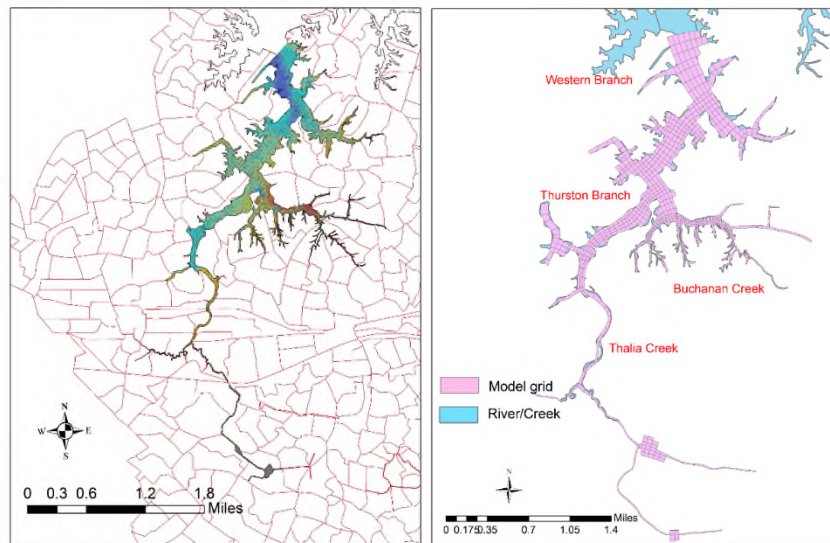 N
W E
S
0 0.3 0.6 1.2 1.8
Miles
Western Branch
Thurston Branch
Buchanan Creek
Thalia Creek
Model grid
River/Creek
N
0 0.175 0.35 0.7 1.05 1.4
Miles